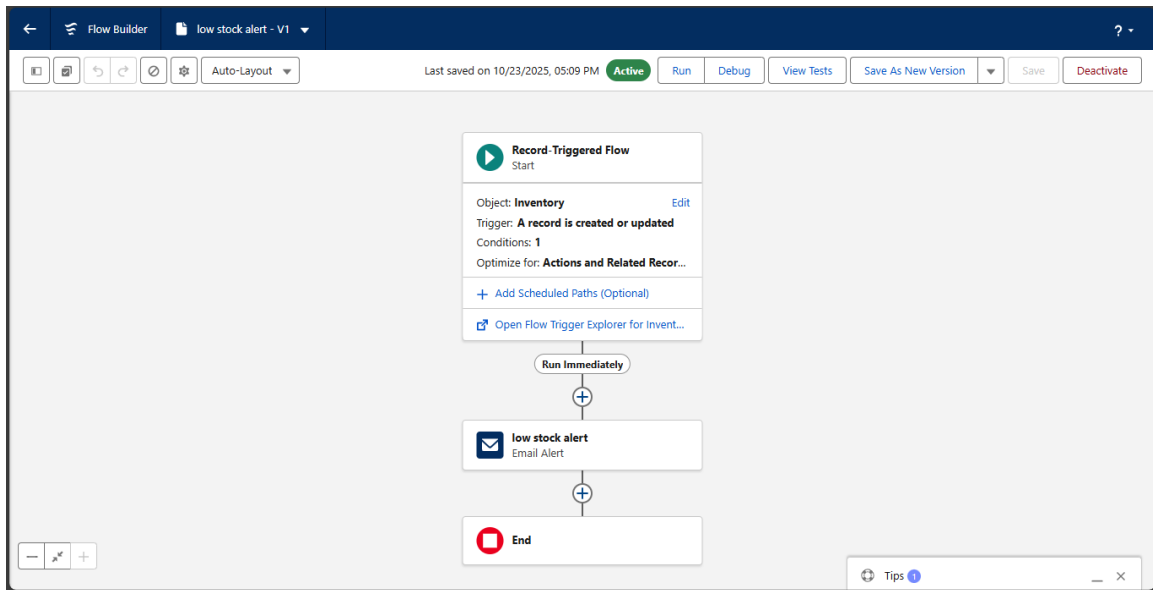 Flow Builder
low stock alert - V1
?
Auto-Layout
Last saved on 10/23/2025, 05:09 PM
Active
Run
Debug
View Tests
Save As New Version
Save
Deactivate
Record-Triggered Flow
Start
Object: Inventory
Edit
Trigger: A record is created or updated
Conditions: 1
Optimize for: Actions and Related Recor...
+ Add Scheduled Paths (Optional)
Open Flow Trigger Explorer for Invent...
Run Immediately
low stock alert
Email Alert
End
Tips 1